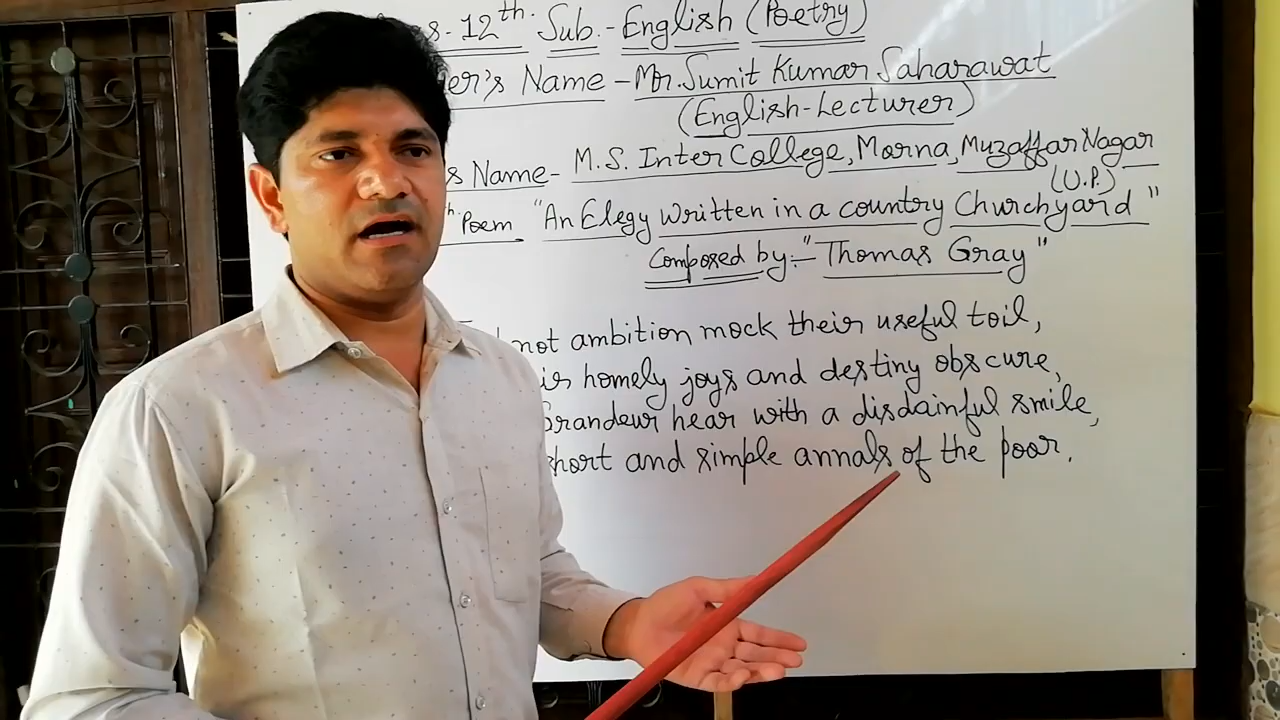 12th. Sub.- English (Poetry)
Name - Mr. Sumit Kumar Saharawat
(English-Lecturer)
Name - M.S. Inter College, Morna, Muzaffar Nagar
(U.P.)
Poem "An Elegy written in a country Churchyard"
Composed by:- "Thomas Gray"
not ambition mock their useful toil,
homely joys and destiny obscure,
Grandeur hear with a disdainful smile,
short and simple annals of the poor.